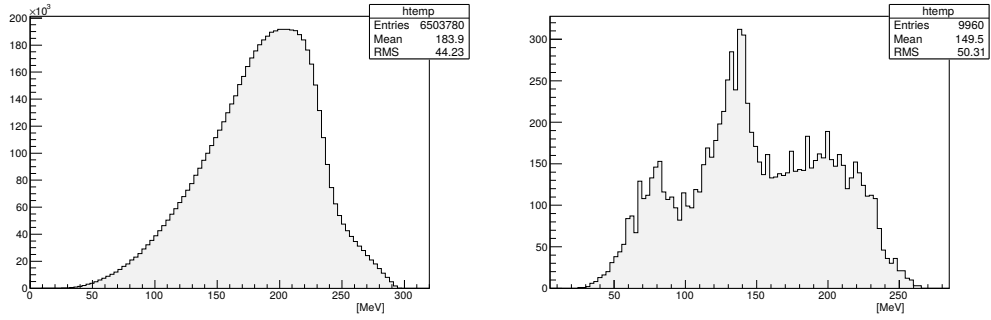 ×10³
htemp
Entries 6503780
Mean 183.9
RMS 44.23
200
180
160
140
120
100
80
60
40
20
0
0 50 100 150 200 250 300
[MeV]
htemp
Entries 9960
Mean 149.5
RMS 50.31
300
250
200
150
100
50
0
50 100 150 200 250
[MeV]